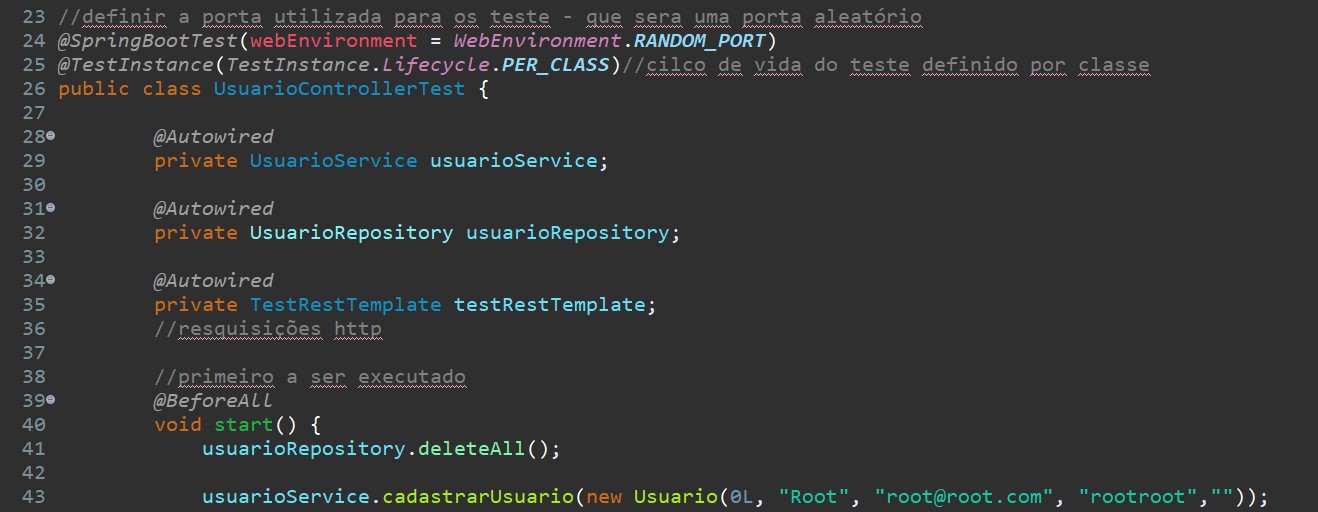 23 //definir a porta utilizada para os teste - que sera uma porta aleatório
24 @SpringBootTest(webEnvironment = WebEnvironment.RANDOM_PORT)
25 @TestInstance(TestInstance.Lifecycle.PER_CLASS)//cilco de vida do teste definido por classe
26 public class UsuarioControllerTest {
27
28 @Autowired
29 private UsuarioService usuarioService;
30
31 @Autowired
32 private UsuarioRepository usuarioRepository;
33
34 @Autowired
35 private TestRestTemplate testRestTemplate;
36 //resquisições http
37
38 //primeiro a ser executado
39 @BeforeAll
40 void start() {
41 usuarioRepository.deleteAll();
42
43 usuarioService.cadastrarUsuario(new Usuario(0L, "Root", "root@root.com", "rootroot",""));